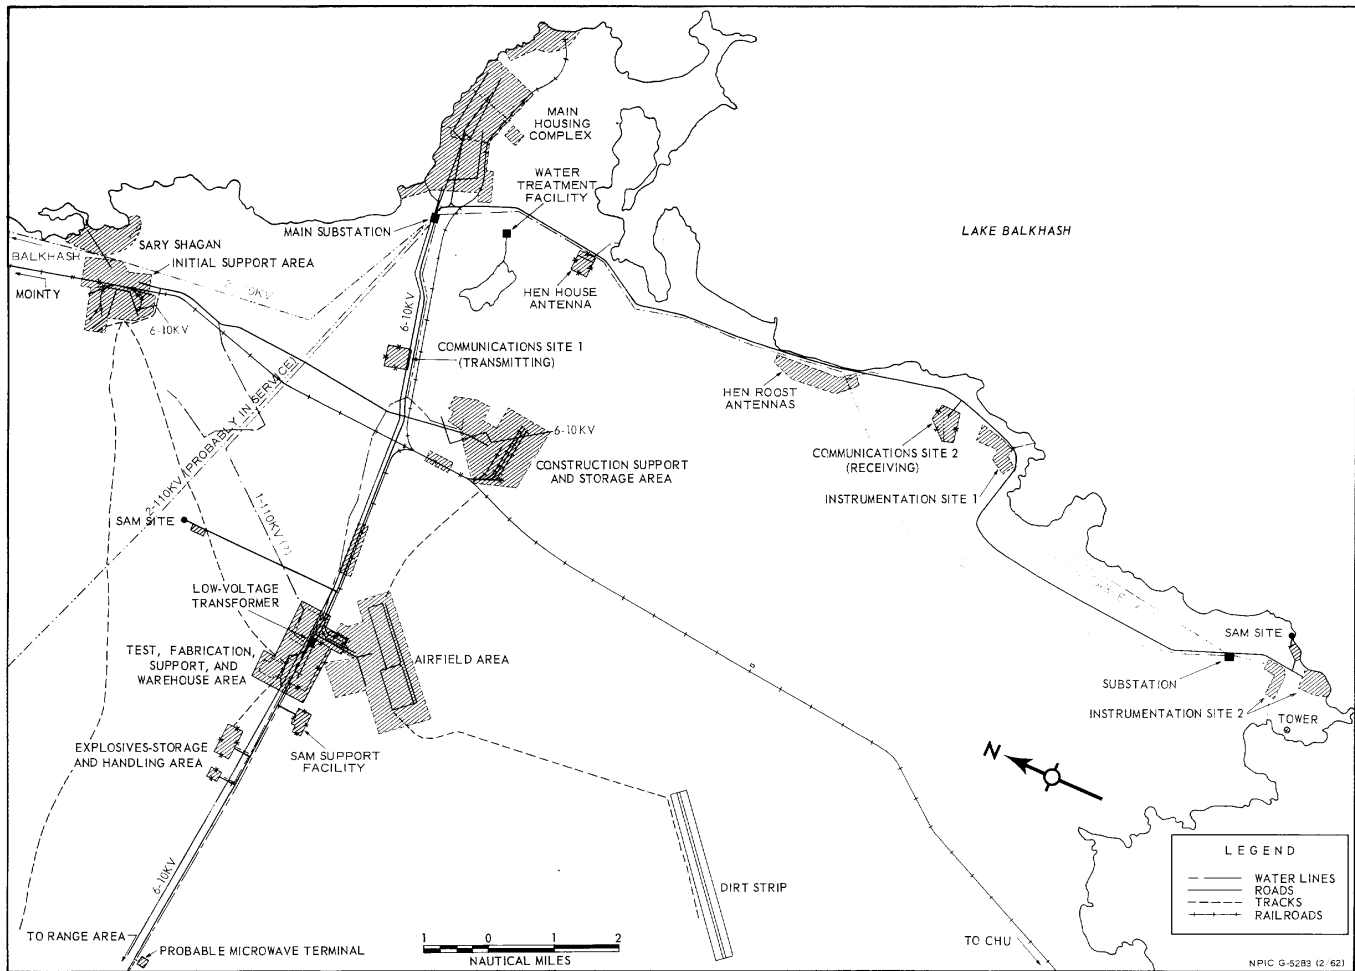 MAIN
HOUSING
COMPLEX
WATER
TREATMENT
FACILITY
MAIN SUBSTATION
LAKE BALKHASH
SARY SHAGAN
INITIAL SUPPORT AREA
BALKHASH
MOINTY
6-10KV
6-10KV
HEN HOUSE
ANTENNA
COMMUNICATIONS SITE 1
(TRANSMITTING)
HEN ROOST
ANTENNAS
2-110KV (PROBABLY IN SERVICE)
1-110KV (?)
6-10KV
CONSTRUCTION SUPPORT
AND STORAGE AREA
COMMUNICATIONS SITE 2
(RECEIVING)
INSTRUMENTATION SITE 1
SAM SITE
LOW-VOLTAGE
TRANSFORMER
TEST, FABRICATION,
SUPPORT, AND
WAREHOUSE AREA
AIRFIELD AREA
SAM SITE
SUBSTATION
INSTRUMENTATION SITE 2
TOWER
EXPLOSIVES-STORAGE
AND HANDLING AREA
SAM SUPPORT
FACILITY
N
6-10KV
DIRT STRIP
LEGEND
WATER LINES
ROADS
TRACKS
RAILROADS
TO RANGE AREA
PROBABLE MICROWAVE TERMINAL
1 0 1 2
NAUTICAL MILES
TO CHU
NPIC G-5283 (2/62)